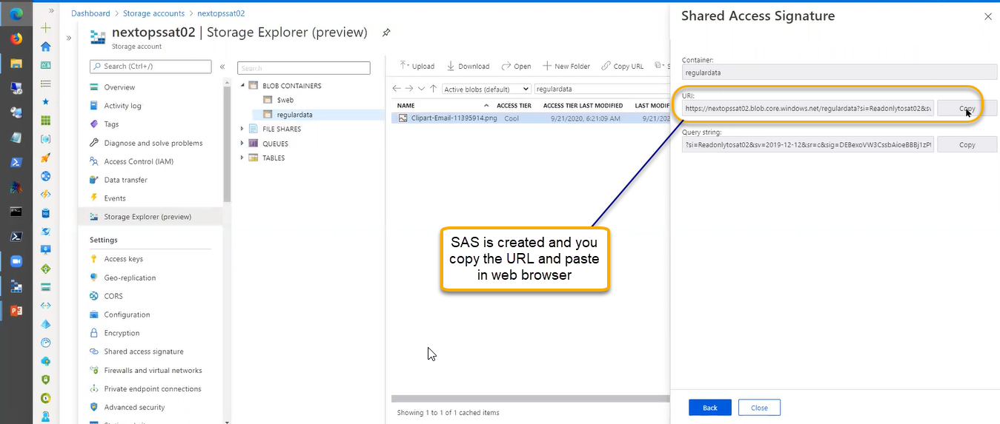 Dashboard > Storage accounts > nextopssat02
nextopssat02 | Storage Explorer (preview)
Storage account
Search (Ctrl+/)
Overview
Activity log
Tags
Diagnose and solve problems
Access Control (IAM)
Data transfer
Events
Storage Explorer (preview)
Settings
Access keys
Geo-replication
CORS
Configuration
Encryption
Shared access signature
Firewalls and virtual networks
Private endpoint connections
Advanced security
Search
BLOB CONTAINERS
$web
regulardata
FILE SHARES
QUEUES
TABLES
Upload Download Open New Folder Copy URL S
Active blobs (default) regulardata
NAME ACCESS TIER ACCESS TIER LAST MODIFIED LAST MODIF
Clipart-Email-11395914.png Cool 9/21/2020, 6:21:09 AM 9/21/202
Showing 1 to 1 of 1 cached items
SAS is created and you
copy the URL and paste
in web browser
Shared Access Signature
Container:
regulardata
URI:
https://nextopssat02.blob.core.windows.net/regulardata?si=Readonlytosat02&sv Copy
Query string:
?si=Readonlytosat02&sv=2019-12-12&sr=c&sig=DEBexoVW3CssbAioeBBBj1zPt Copy
Back Close